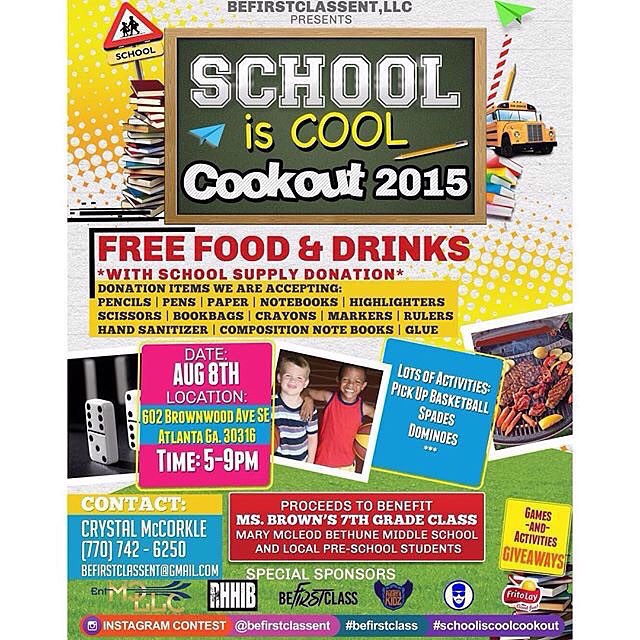 BEFIRSTCLASSENT,LLC
PRESENTS
SCHOOL
SCHOOL
is COOL
Cookout 2015
FREE FOOD & DRINKS
*WITH SCHOOL SUPPLY DONATION*
DONATION ITEMS WE ARE ACCEPTING:
PENCILS | PENS | PAPER | NOTEBOOKS | HIGHLIGHTERS
SCISSORS | BOOKBAGS | CRAYONS | MARKERS | RULERS
HAND SANITIZER | COMPOSITION NOTE BOOKS | GLUE
DATE:
AUG 8TH
LOCATION:
602 BROWNWOOD AVE SE
ATLANTA GA. 30316
TIME: 5-9PM
LOTS OF ACTIVITIES:
PICK UP BASKETBALL
SPADES
DOMINOES
***
CONTACT:
CRYSTAL MCCORKLE
(770) 742 - 6250
BEFIRSTCLASSENT@GMAIL.COM
PROCEEDS TO BENEFIT
MS. BROWN'S 7TH GRADE CLASS
MARY MCLEOD BETHUNE MIDDLE SCHOOL
AND LOCAL PRE-SCHOOL STUDENTS
GAMES
-AND-
ACTIVITIES
GIVEAWAYS
SPECIAL SPONSORS
HHIB
BEFIRSTCLASS
KIDZ
FritoLay
INSTAGRAM CONTEST @befirstclassent #befirstclass #schooliscoolcookout